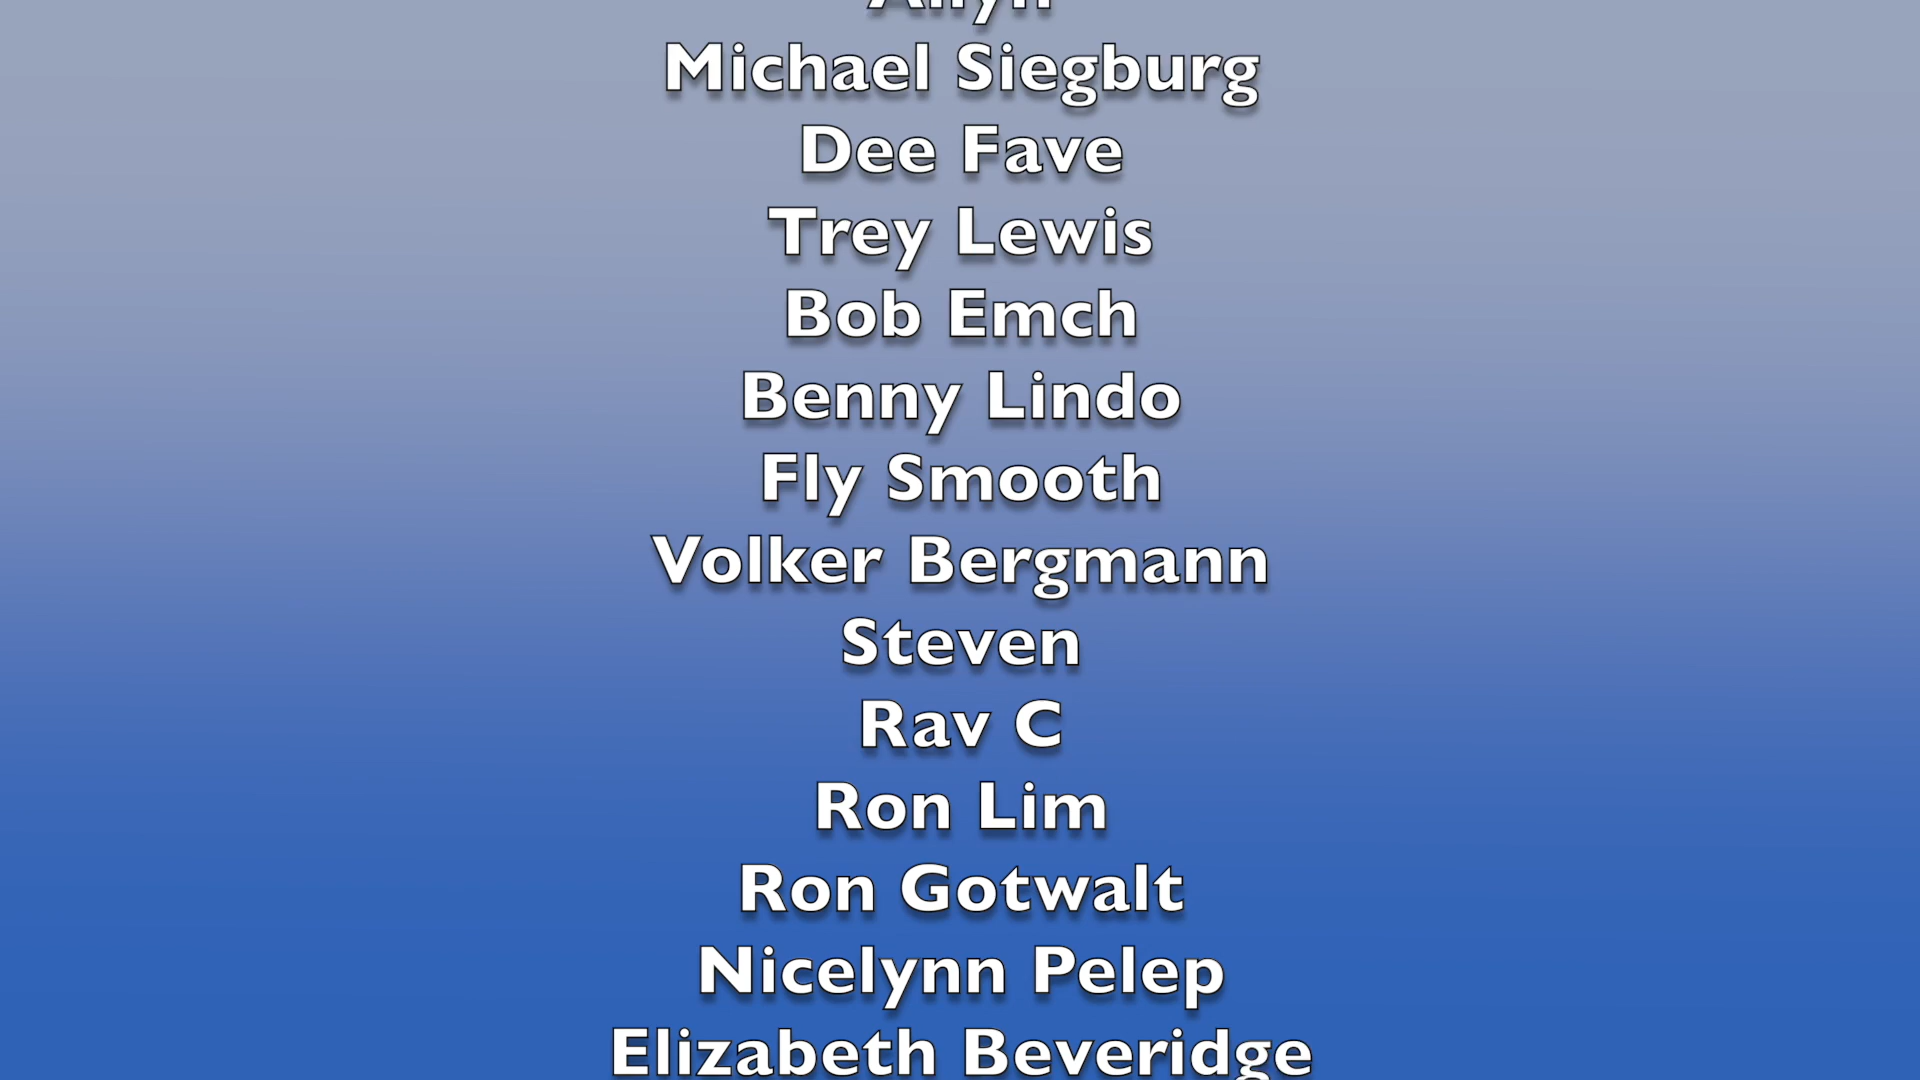 Michael Siegburg
Dee Fave
Trey Lewis
Bob Emch
Benny Lindo
Fly Smooth
Volker Bergmann
Steven
Rav C
Ron Lim
Ron Gotwalt
Nicelynn Pelep
Elizabeth Beveridge